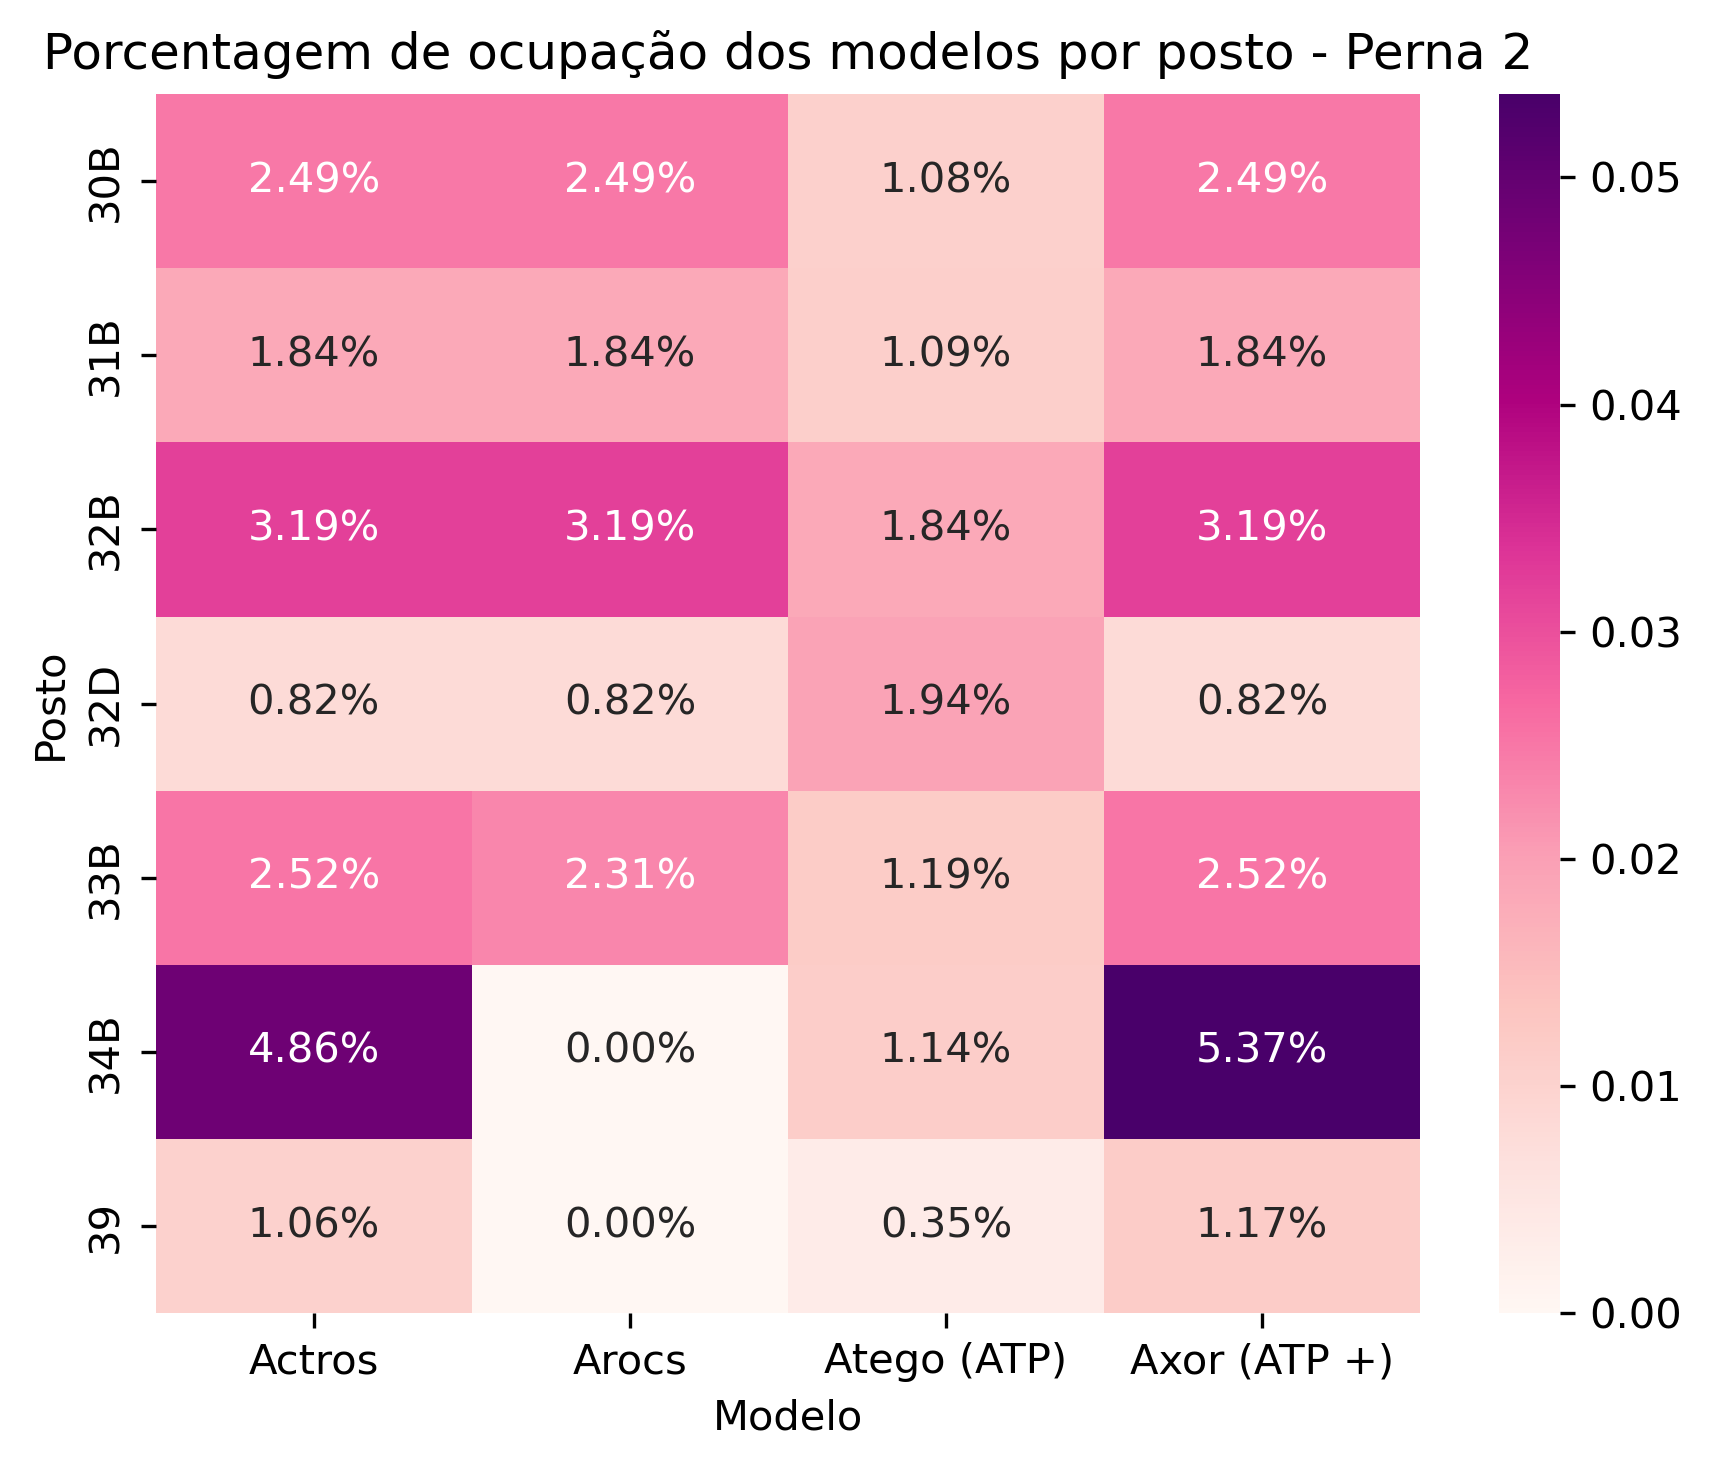 Porcentagem de ocupação dos modelos por posto - Perna 2
Posto
30B 2.49% 2.49% 1.08% 2.49%
31B 1.84% 1.84% 1.09% 1.84%
32B 3.19% 3.19% 1.84% 3.19%
32D 0.82% 0.82% 1.94% 0.82%
33B 2.52% 2.31% 1.19% 2.52%
34B 4.86% 0.00% 1.14% 5.37%
39 1.06% 0.00% 0.35% 1.17%
Actros Arocs Atego (ATP) Axor (ATP +)
Modelo
0.05
0.04
0.03
0.02
0.01
0.00